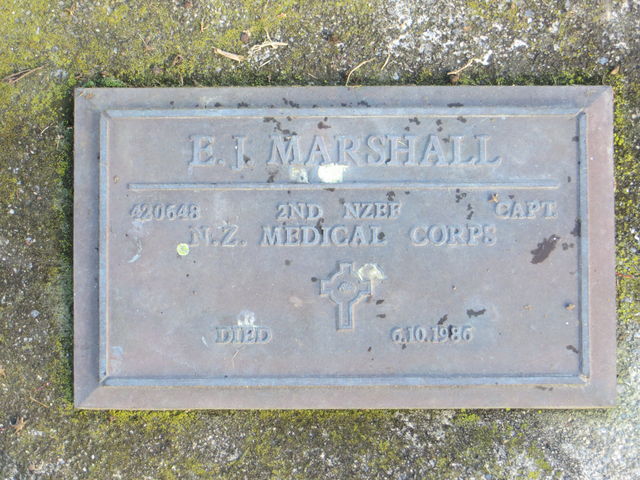 E. J. MARSHALL
420648 2ND NZEF CAPT.
N.Z. MEDICAL CORPS
DIED 6.10.1986